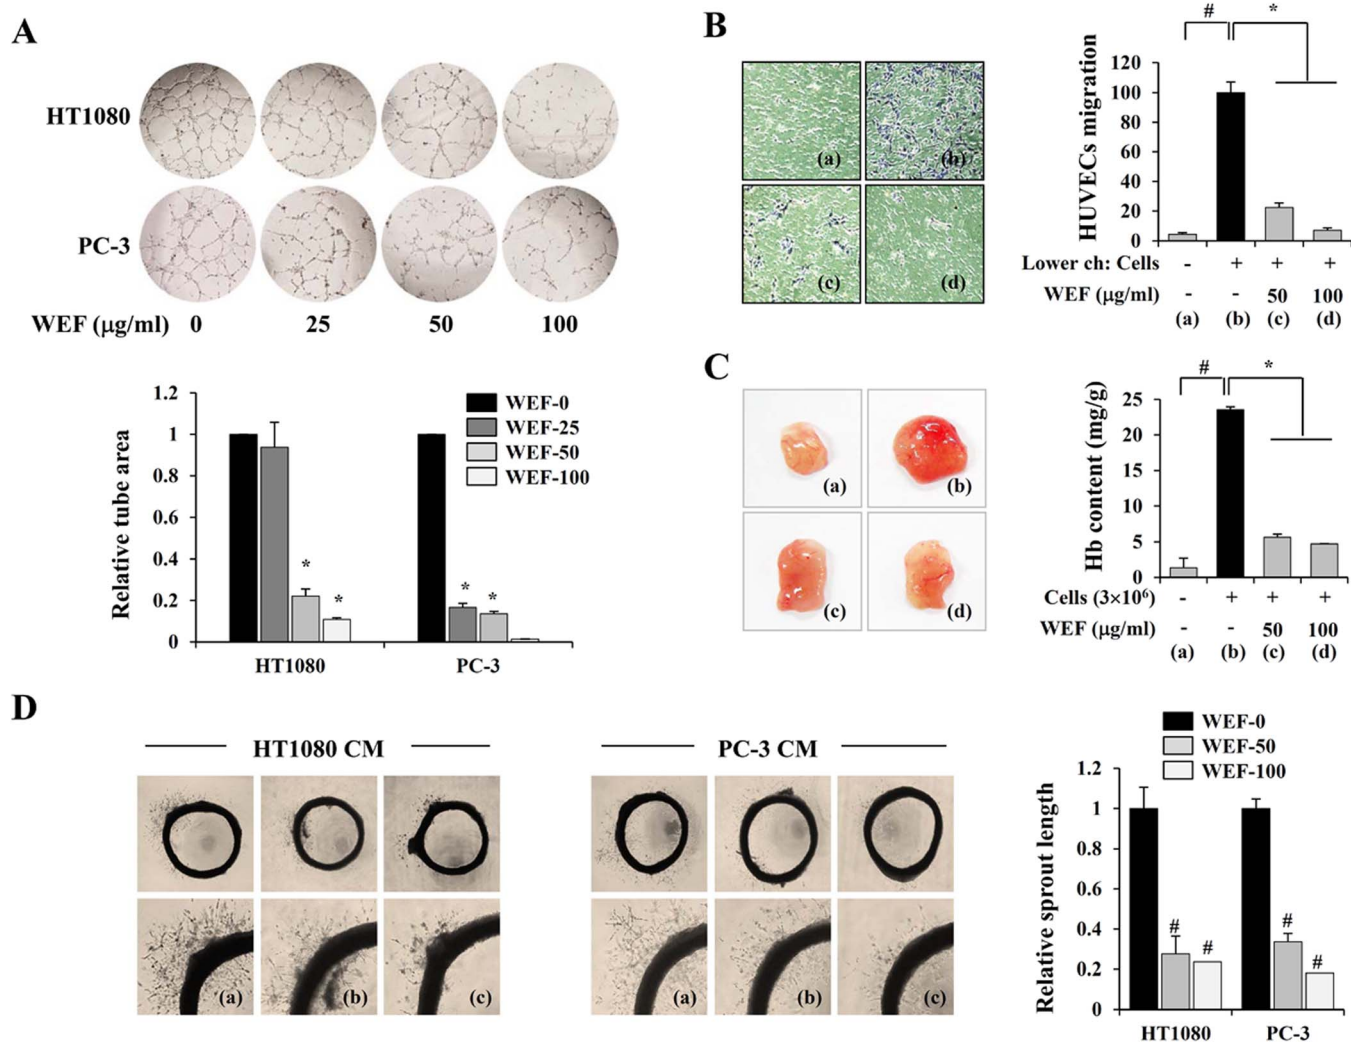 A
HT1080
PC-3
WEF (μg/ml) 0 25 50 100
1.2
1
0.8
0.6
0.4
0.2
0
Relative tube area
WEF-0
WEF-25
WEF-50
WEF-100
* *
* *
HT1080 PC-3
B
(a) (b)
(c) (d)
# *
HUVECs migration
120
100
80
60
40
20
0
Lower ch: Cells - + + +
WEF (μg/ml) - - 50 100
(a) (b) (c) (d)
C
(a) (b)
(c) (d)
# *
Hb content (mg/g)
25
20
15
10
5
0
Cells (3×10⁶) - + + +
WEF (μg/ml) - - 50 100
(a) (b) (c) (d)
D
HT1080 CM
(a) (b) (c)
PC-3 CM
(a) (b) (c)
WEF-0
WEF-50
WEF-100
Relative sprout length
1.2
1
0.8
0.6
0.4
0.2
0
# #
# #
HT1080 PC-3